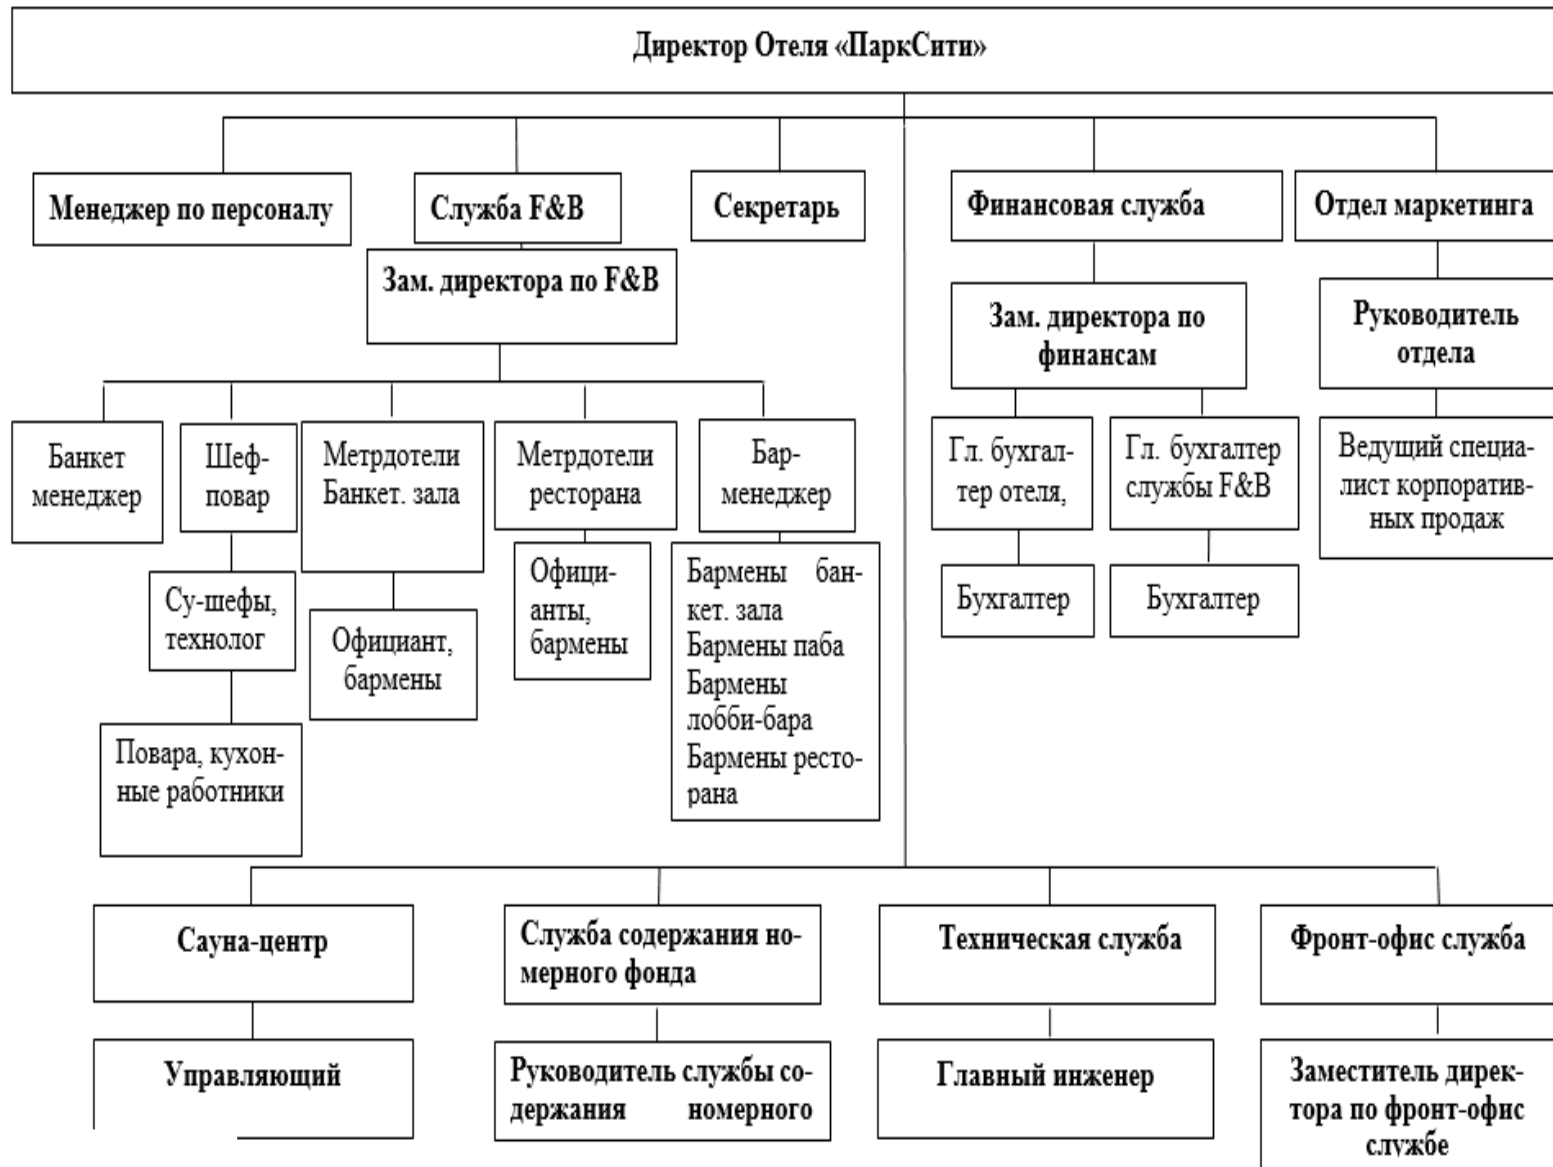 Директор Отеля «ПаркСити»
Менеджер по персоналу
Служба F&B
Секретарь
Финансовая служба
Отдел маркетинга
Зам. директора по F&B
Зам. директора по
финансам
Руководитель
отдела
Банкет
менеджер
Шеф-
повар
Метрдотели
Банкет. зала
Метрдотели
ресторана
Бар-
менеджер
Гл. бухгал-
тер отеля,
Гл. бухгалтер
службы F&B
Ведущий специа-
лист корпоратив-
ных продаж
Су-шефы,
технолог
Официант,
бармены
Офици-
анты,
бармены
Бармены бан-
кет. зала
Бармены паба
Бармены
лобби-бара
Бармены ресто-
рана
Бухгалтер
Бухгалтер
Повара, кухон-
ные работники
Сауна-центр
Служба содержания но-
мерного фонда
Техническая служба
Фронт-офис служба
Управляющий
Руководитель службы со-
держания номерного
Главный инженер
Заместитель дирек-
тора по фронт-офис
службе